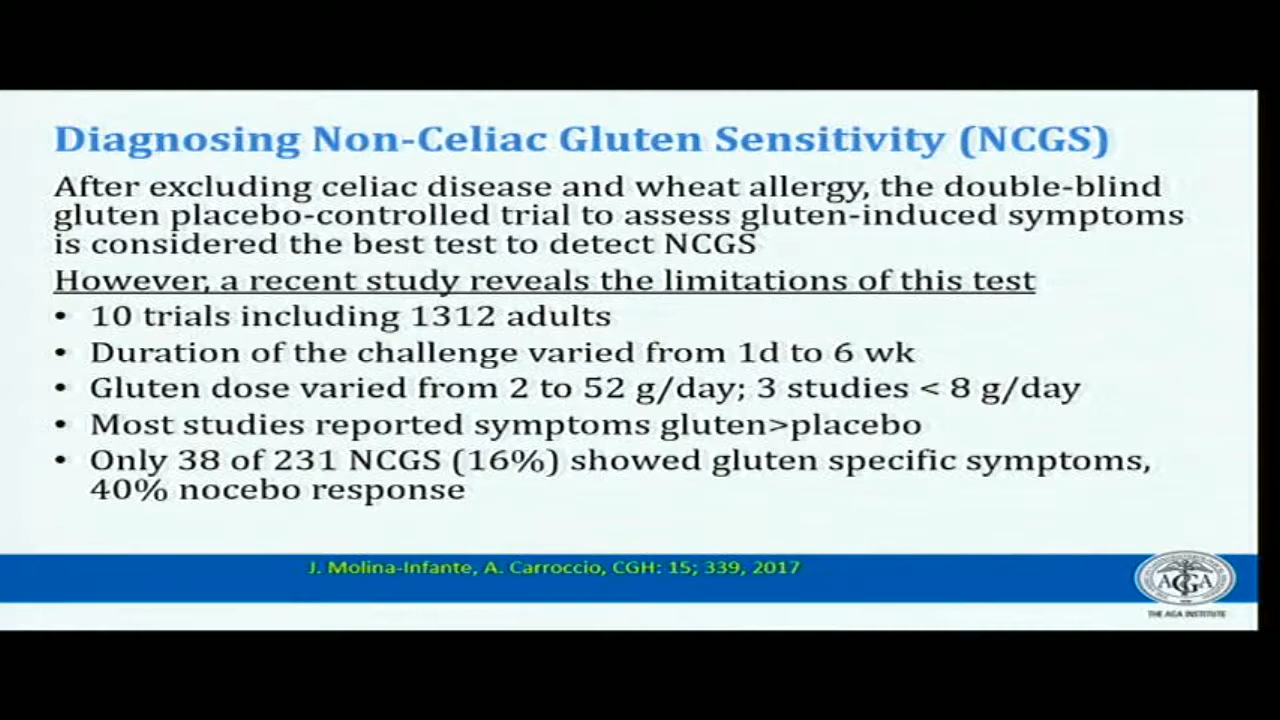 Diagnosing Non-Celiac Gluten Sensitivity (NCGS)
After excluding celiac disease and wheat allergy, the double-blind
gluten placebo-controlled trial to assess gluten-induced symptoms
is considered the best test to detect NCGS
However, a recent study reveals the limitations of this test
• 10 trials including 1312 adults
• Duration of the challenge varied from 1d to 6 wk
• Gluten dose varied from 2 to 52 g/day; 3 studies < 8 g/day
• Most studies reported symptoms gluten>placebo
• Only 38 of 231 NCGS (16%) showed gluten specific symptoms,
40% nocebo response
J. Molina-Infante, A. Carroccio, CGH: 15; 339, 2017
AGA
THE AGA INSTITUTE